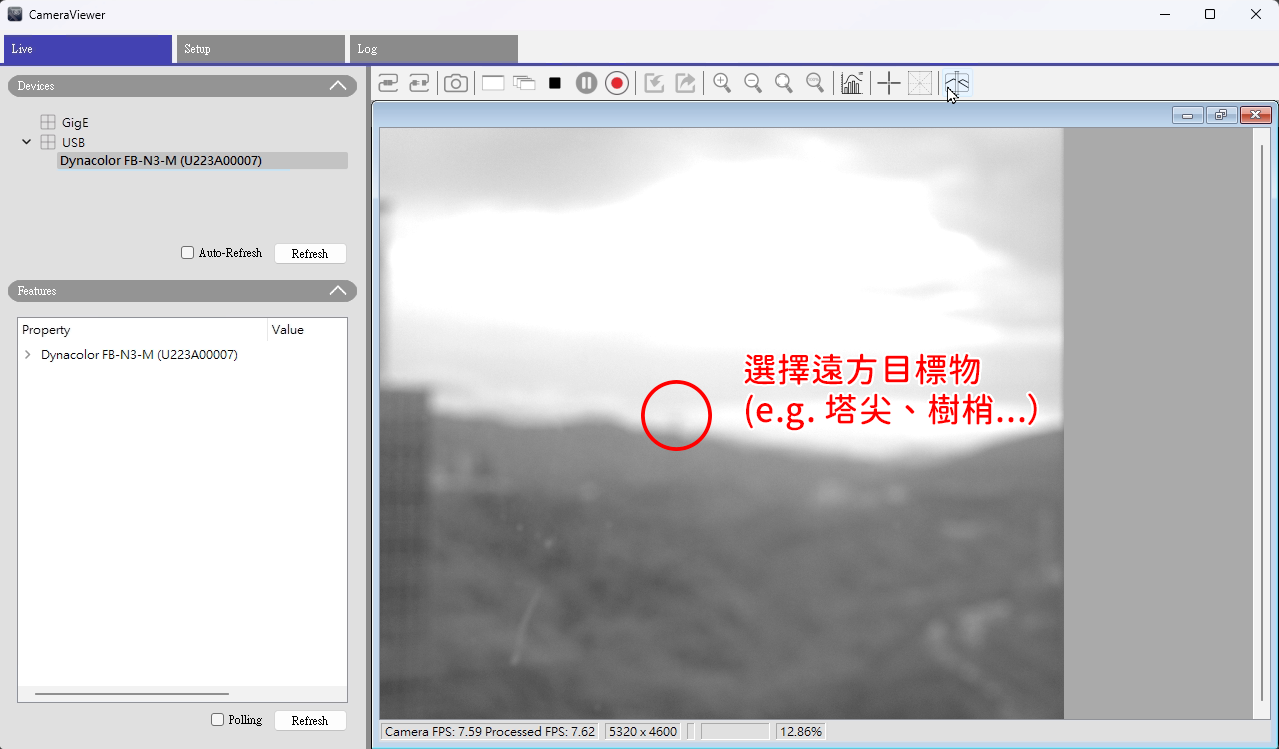 CameraViewer
Live
Setup
Log
Devices
GigE
USB
Dynacolor FB-N3-M (U223A00007)
Auto-Refresh
Refresh
Features
Property
Value
Dynacolor FB-N3-M (U223A00007)
Polling
Refresh
選擇遠方目標物
(e.g. 塔尖、樹梢...)
Camera FPS: 7.59 Processed FPS: 7.62
5320 x 4600
12.86%